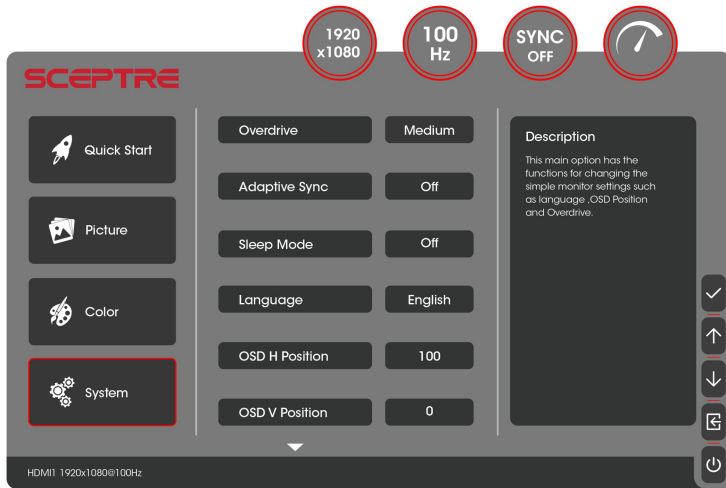 1920
x1080
100
Hz
SYNC
OFF
SCEPTRE
Quick Start
Picture
Color
System
Overdrive Medium
Adaptive Sync Off
Sleep Mode Off
Language English
OSD H Position 100
OSD V Position 0
Description
This main option has the
functions for changing the
simple monitor settings such
as language ,OSD Position
and Overdrive.
HDMI1 1920x1080@100Hz